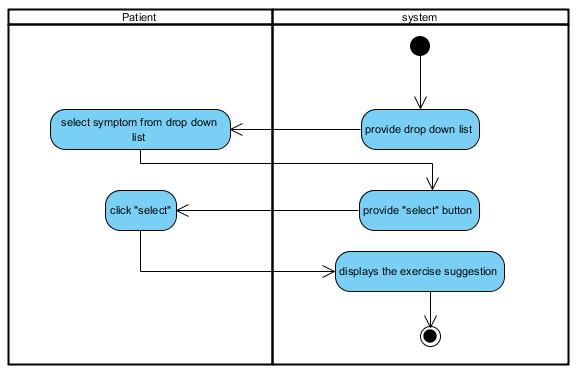 Patient
system
select symptom from drop down
list
provide drop down list
click "select"
provide "select" button
displays the exercise suggestion